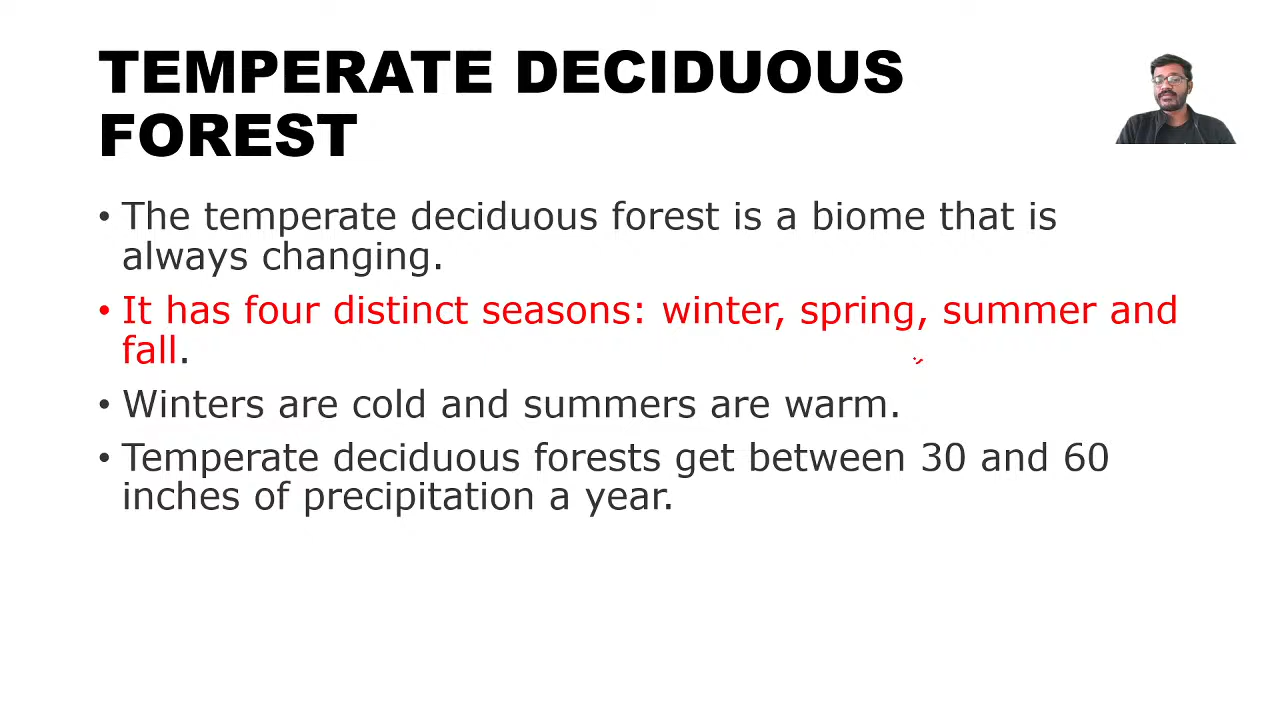 TEMPERATE DECIDUOUS
FOREST
• The temperate deciduous forest is a biome that is
always changing.
• It has four distinct seasons: winter, spring, summer and
fall.
• Winters are cold and summers are warm.
• Temperate deciduous forests get between 30 and 60
inches of precipitation a year.